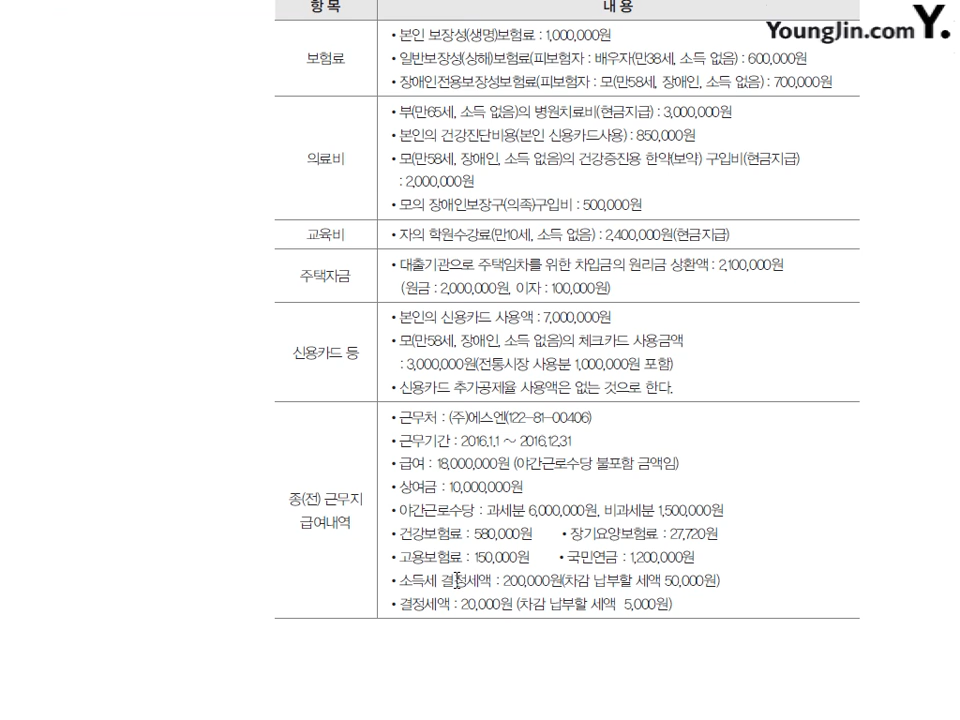 항 목 내 용
YoungJin.com Y.
보험료
• 본인 보장성(생명)보험료 : 1,000,000원
• 일반보장성(상해)보험료(피보험자 : 배우자(만38세, 소득 없음) : 600,000원
• 장애인전용보장성보험료(피보험자 : 모(만58세, 장애인, 소득 없음) : 700,000원
의료비
• 부(만65세, 소득 없음)의 병원치료비(현금지급) : 3,000,000원
• 본인의 건강진단비용(본인 신용카드사용) : 850,000원
• 모(만58세, 장애인, 소득 없음)의 건강증진용 한약(보약) 구입비(현금지급)
: 2,000,000원
• 모의 장애인보장구(의족)구입비 : 500,000원
교육비
• 자의 학원수강료(만10세, 소득 없음) : 2,400,000원(현금지급)
주택자금
• 대출기관으로 주택임차를 위한 차입금의 원리금 상환액 : 2,100,000원
(원금 : 2,000,000원, 이자 : 100,000원)
신용카드 등
• 본인의 신용카드 사용액 : 7,000,000원
• 모(만58세, 장애인, 소득 없음)의 체크카드 사용금액
: 3,000,000원(전통시장 사용분 1,000,000원 포함)
• 신용카드 추가공제율 사용액은 없는 것으로 한다.
종(전) 근무지
급여내역
• 근무처 : (주)에스엔(122-81-00406)
• 근무기간 : 2016.1.1 ~ 2016.12.31
• 급여 : 18,000,000원 (야간근로수당 불포함 금액임)
• 상여금 : 10,000,000원
• 야간근로수당 : 과세분 6,000,000원, 비과세분 1,500,000원
• 건강보험료 : 580,000원 • 장기요양보험료 : 27,720원
• 고용보험료 : 150,000원 • 국민연금 : 1,200,000원
• 소득세 결정세액 : 200,000원(차감 납부할 세액 50,000원)
• 결정세액 : 20,000원 (차감 납부할 세액 5,000원)